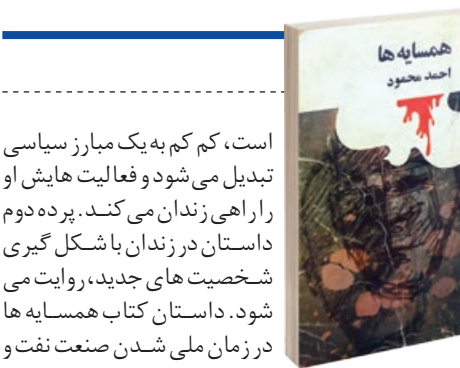 همسایه ها
احمد محمود
است، کم کم به یک مبارز سیاسی
تبدیل می‌شود و فعالیت هایش او
را راهی زندان می کند. پرده دوم
داستان در زندان با شکل گیری
شخصیت های جدید، روایت می
شود. داستان کتاب همسایه ها
در زمان ملی شدن صنعت نفت و